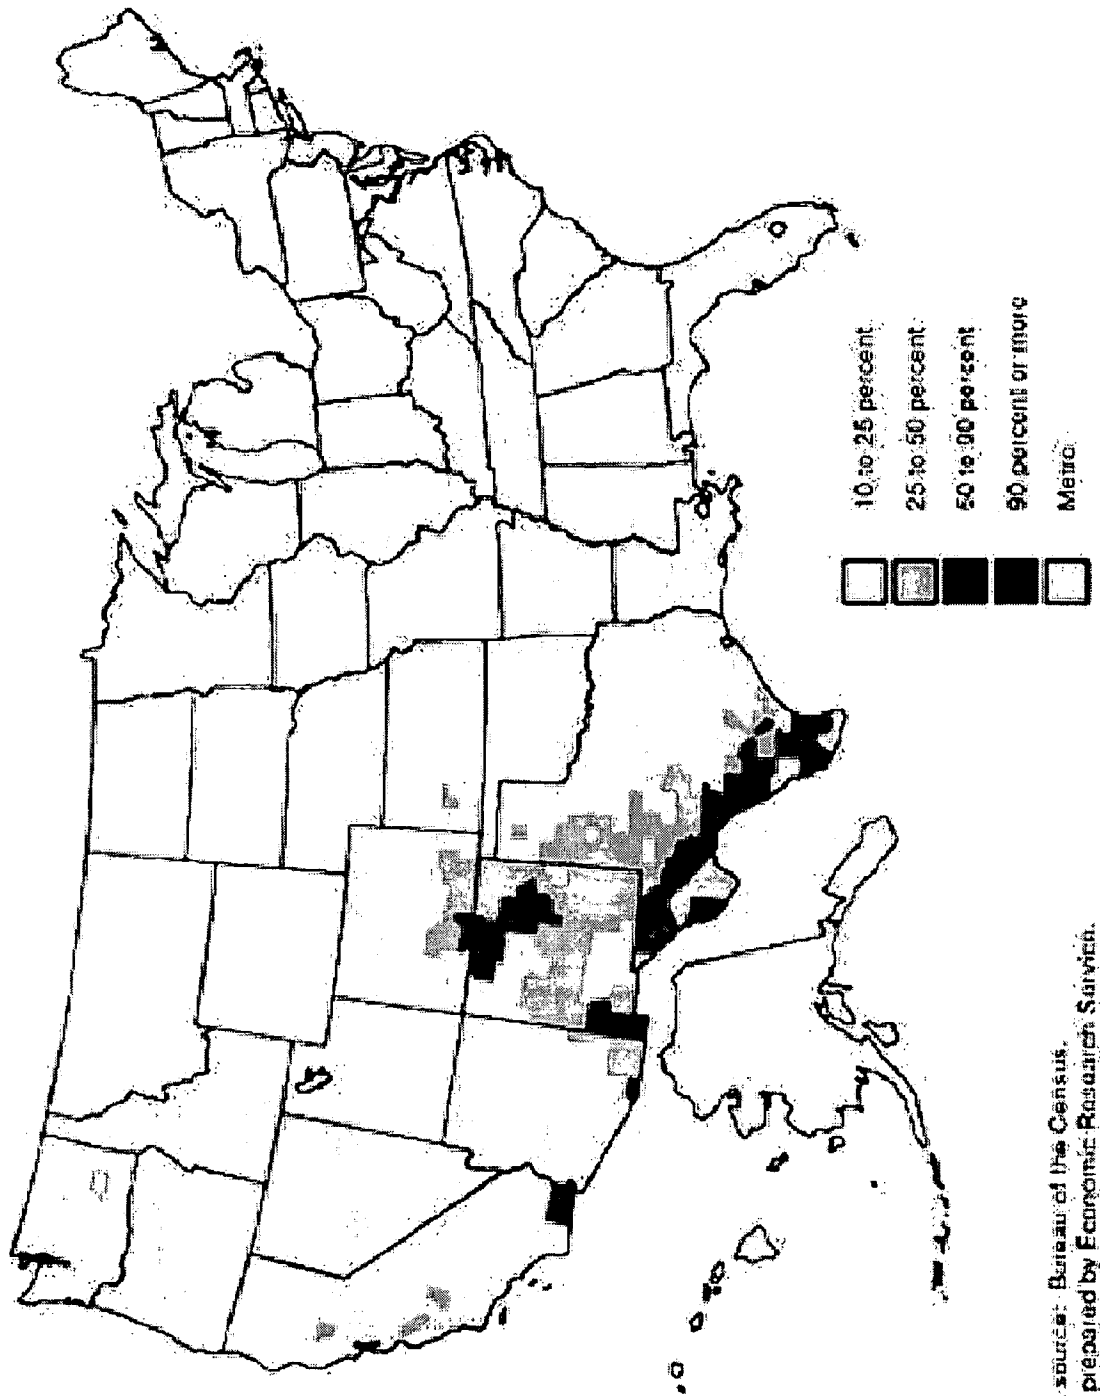 10 to 25 percent
25 to 50 percent
50 to 90 percent
90 percent or more
Metro
source: Bureau of the Census,
prepared by Economic Research Service.